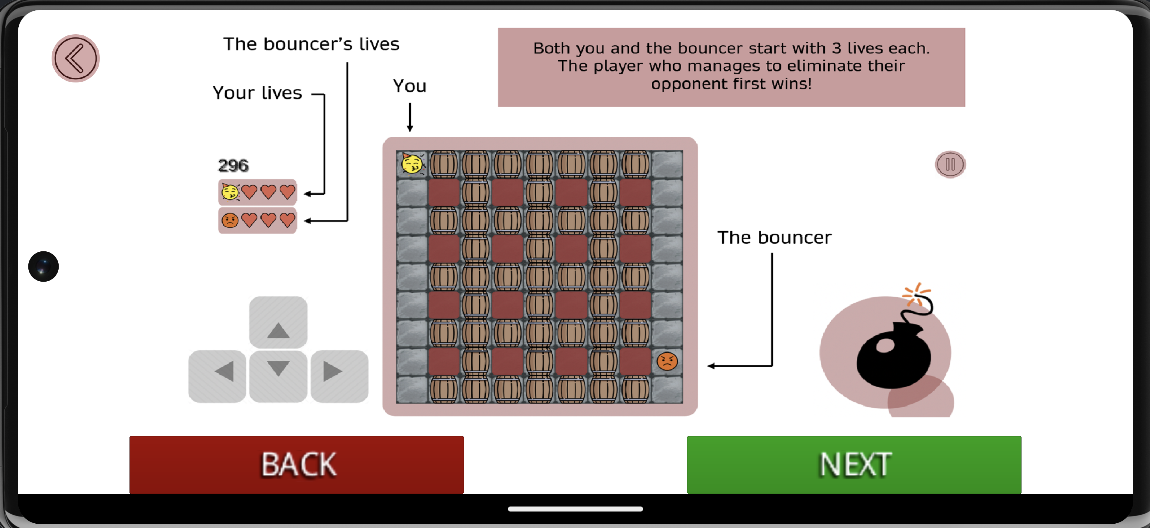 The bouncer's lives
Your lives
You
Both you and the bouncer start with 3 lives each.
The player who manages to eliminate their
opponent first wins!
296
The bouncer
BACK
NEXT